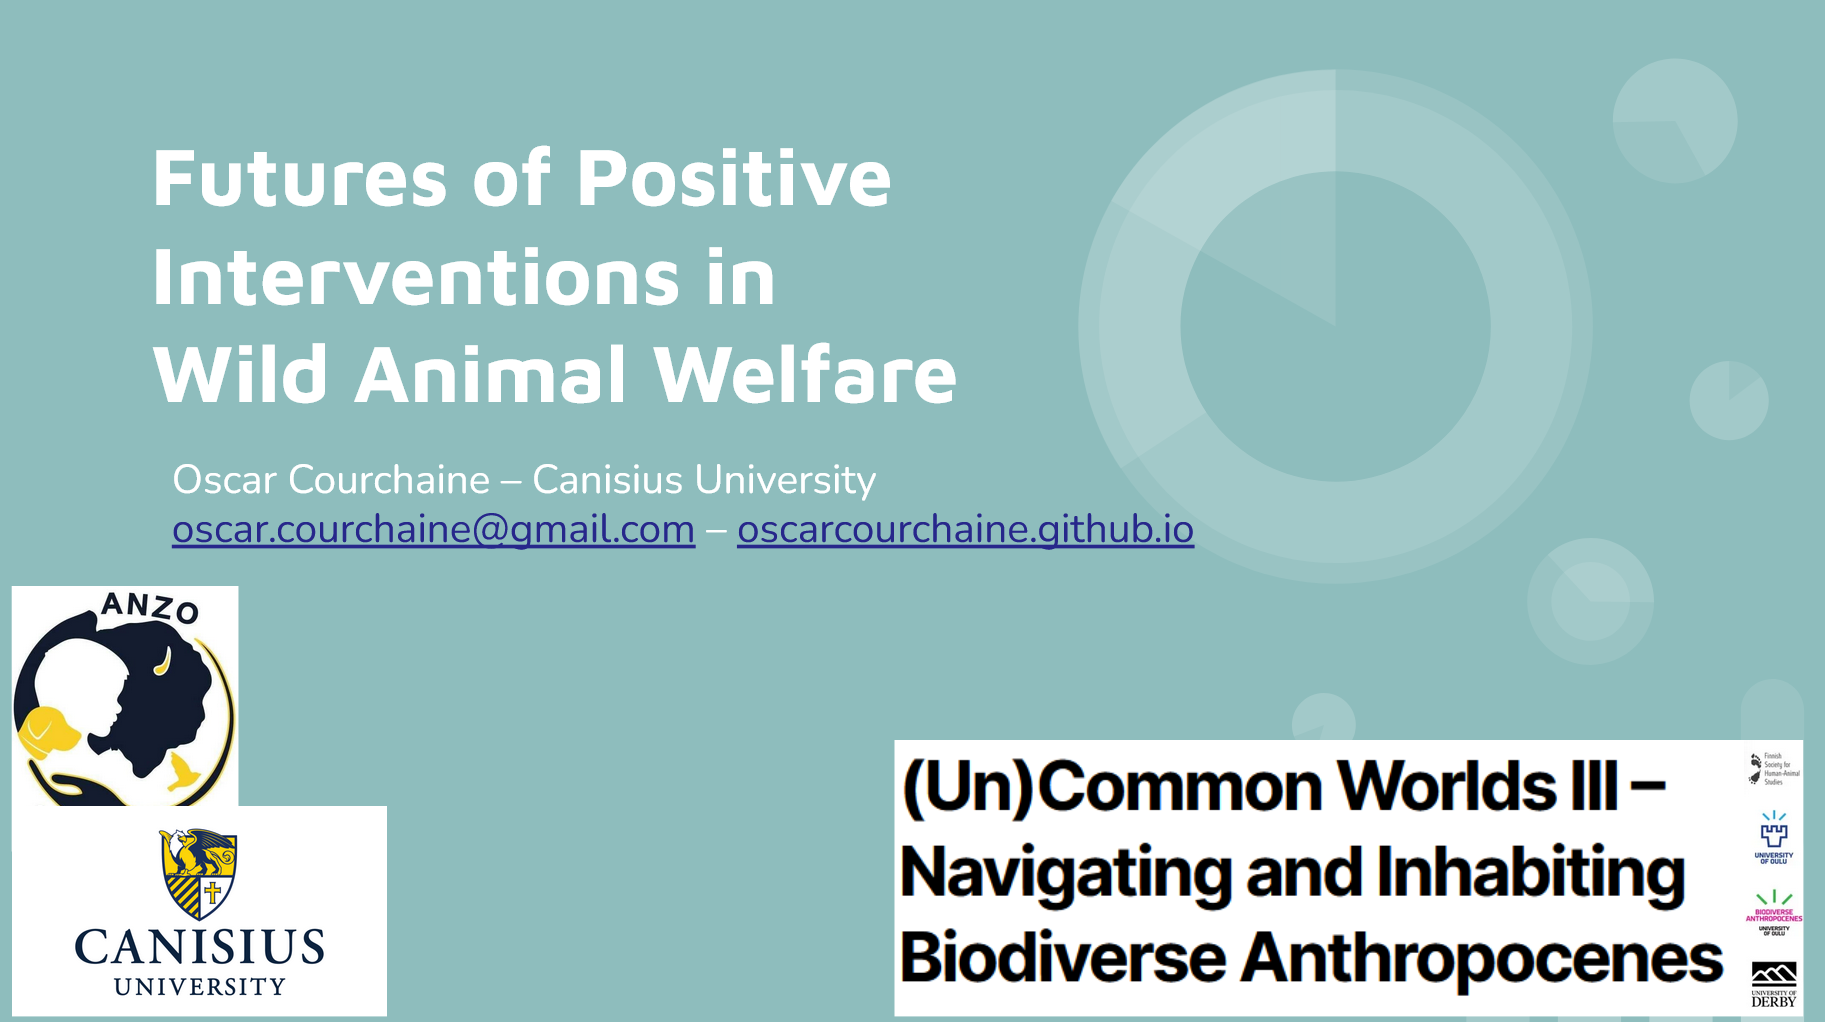 Futures of Positive
Interventions in
Wild Animal Welfare
Oscar Courchaine – Canisius University
oscar.courchaine@gmail.com – oscarcourchaine.github.io
ANZO
CANISIUS
UNIVERSITY
(Un)Common Worlds III –
Navigating and Inhabiting
Biodiverse Anthropocenes
Finnish
Society for
Human-Animal
Studies
UNIVERSITY
OF OULU
BIODIVERSE
ANTHROPOCENES
UNIVERSITY
OF OULU
UNIVERSITY OF
DERBY